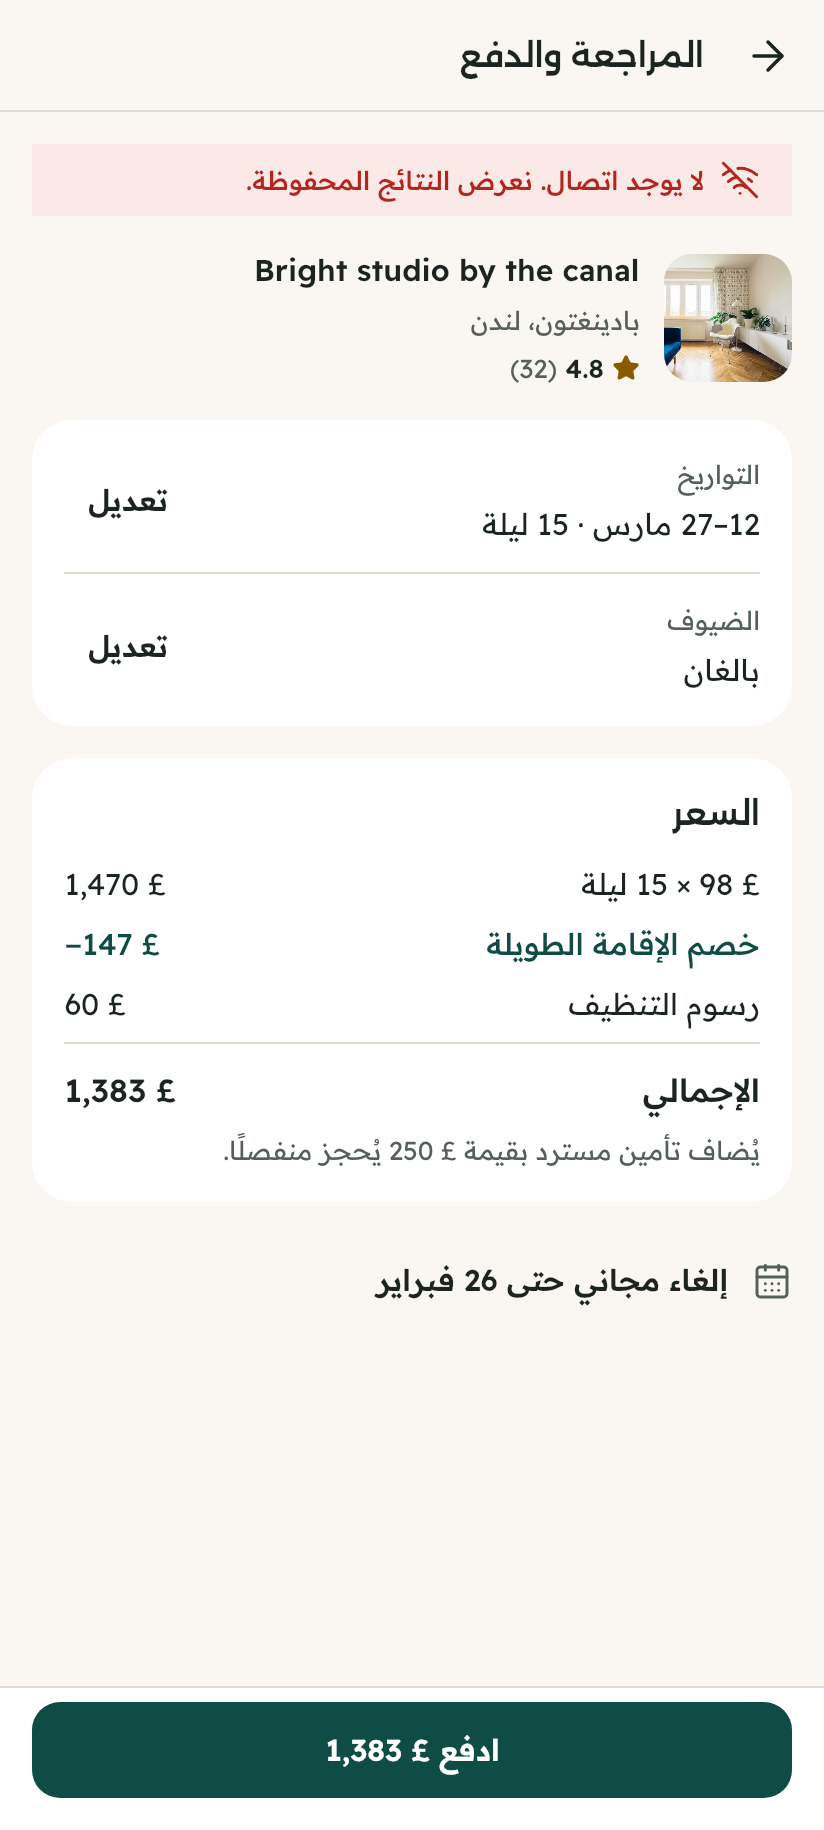 المراجعة والدفع
لا يوجد اتصال. نعرض النتائج المحفوظة.
Bright studio by the canal
بادينغتون، لندن
4.8 (32)
التواريخ
12–27 مارس · 15 ليلة
تعديل
الضيوف
بالغان
تعديل
السعر
£ 98 × 15 ليلة
£ 1,470
خصم الإقامة الطويلة
£ 147−
رسوم التنظيف
£ 60
الإجمالي
£ 1,383
يُضاف تأمين مسترد بقيمة £ 250 يُحجز منفصلًا.
إلغاء مجاني حتى 26 فبراير
ادفع £ 1,383